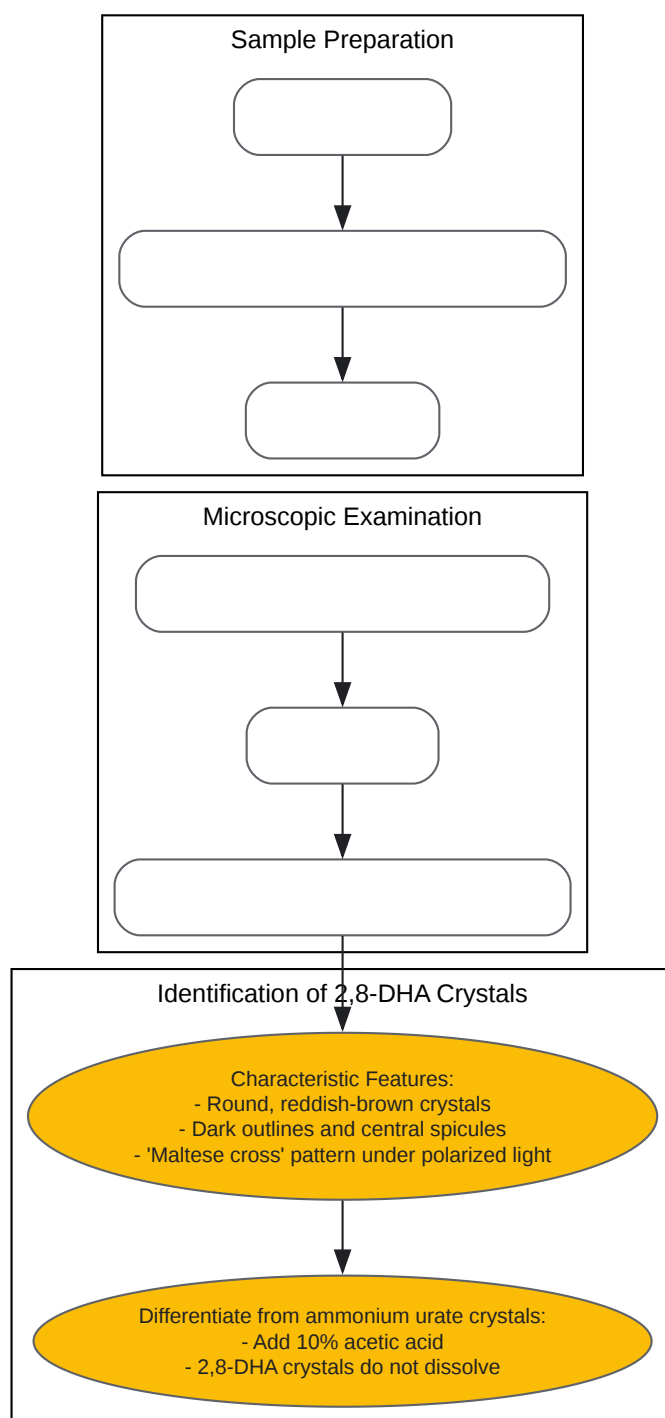 Sample Preparation
Microscopic Examination
Identification of 2,8-DHA Crystals
Characteristic Features:
- Round, reddish-brown crystals
- Dark outlines and central spicules
- 'Maltese cross' pattern under polarized light
Differentiate from ammonium urate crystals:
- Add 10% acetic acid
- 2,8-DHA crystals do not dissolve